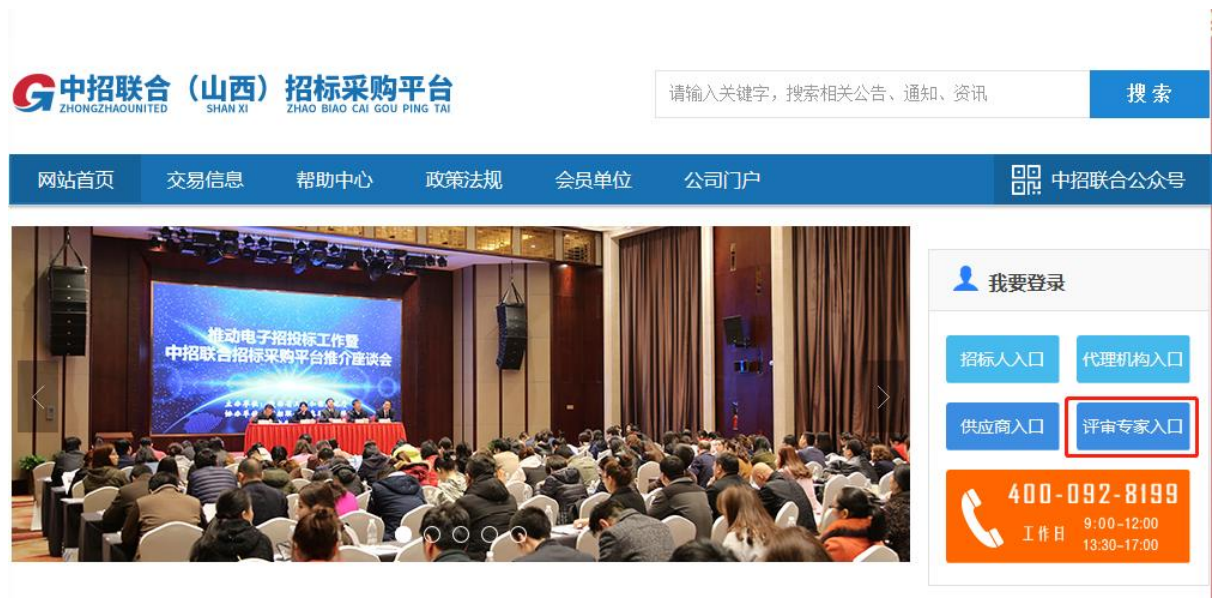 中招联合（山西）招标采购平台
ZHONGZHAOUNITED SHAN XI ZHAO BIAO CAI GOU PING TAI
请输入关键字，搜索相关公告、通知、资讯
搜 索
网站首页 交易信息 帮助中心 政策法规 会员单位 公司门户 中招联合公众号
推动电子招投标工作暨
中招联合招标采购平台推介座谈会
我要登录
招标人入口 代理机构入口
供应商入口 评审专家入口
400-092-8199
工作日
9:00-12:00
13:30-17:00